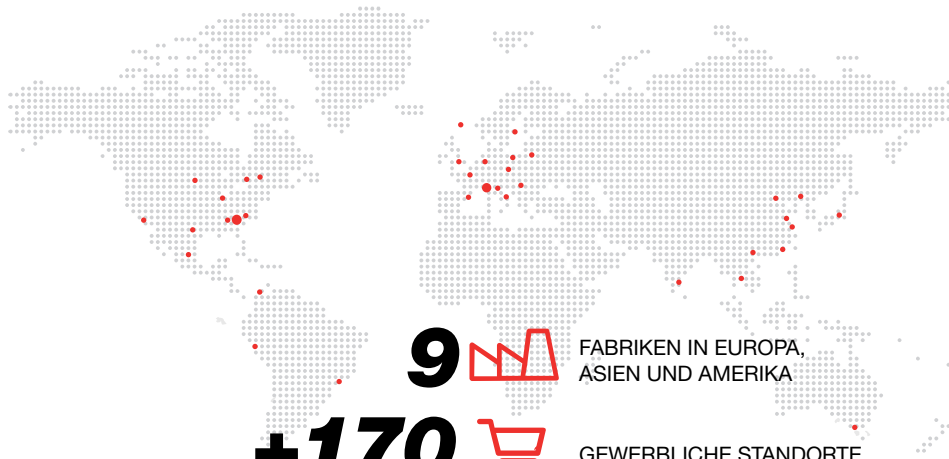 9
FABRIKEN IN EUROPA,
ASIEN UND AMERIKA
+170
GEWERBLICHE STANDORTE